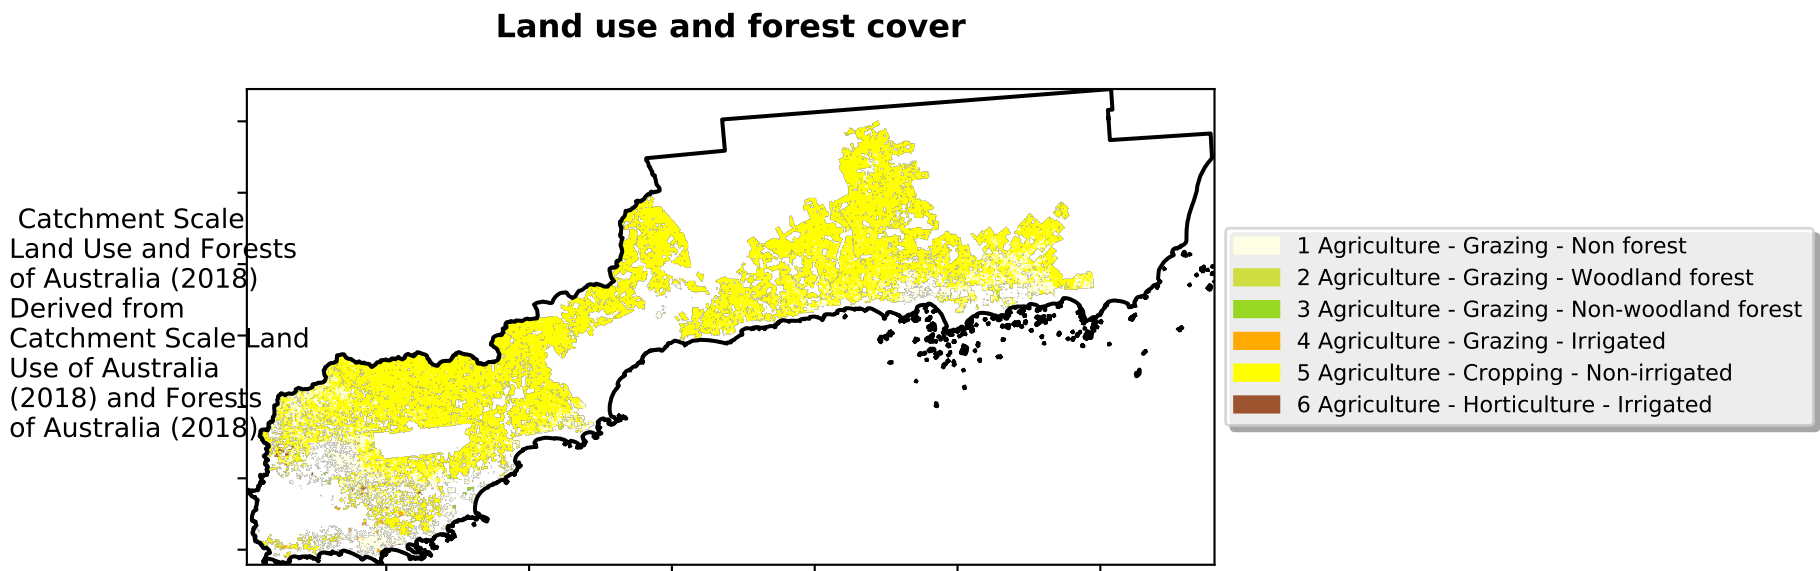 Land use and forest cover
Catchment Scale
Land Use and Forests
of Australia (2018)
Derived from
Catchment Scale Land
Use of Australia
(2018) and Forests
of Australia (2018)
1 Agriculture - Grazing - Non forest
2 Agriculture - Grazing - Woodland forest
3 Agriculture - Grazing - Non-woodland forest
4 Agriculture - Grazing - Irrigated
5 Agriculture - Cropping - Non-irrigated
6 Agriculture - Horticulture - Irrigated